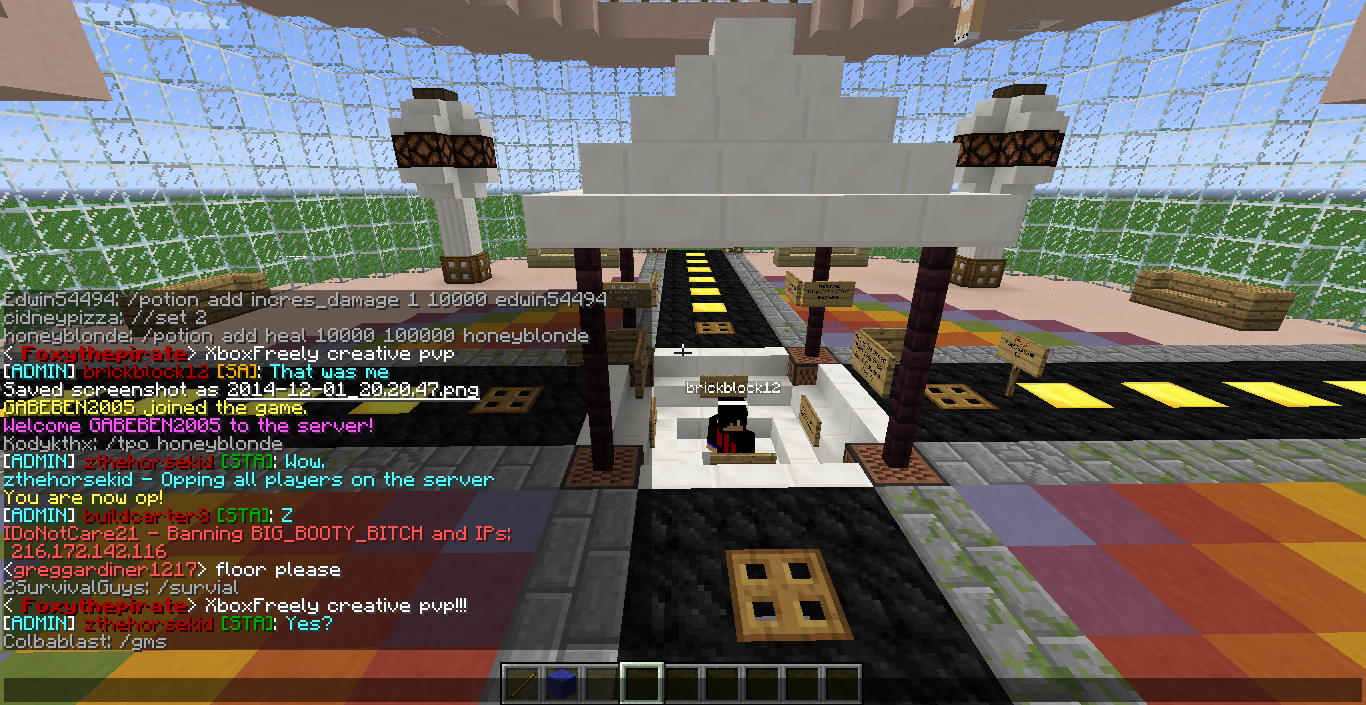 Edwin54494: /potion add incres_damage 1 10000 edwin54494
cidneypizza: //set 2
honeyblonde: /potion add heal 10000 100000 honeyblonde
< Foxythepirate> XboxFreely creative pvp
[ADMIN] brickblock12 [SA]: That was me
Saved screenshot as 2014-12-01_20.20.47.png
GABEBEN2005 joined the game.
Welcome GABEBEN2005 to the server!
Kodykthx: /tpo honeyblonde
[ADMIN] zthehorsekid [STA]: Wow.
zthehorsekid - Opping all players on the server
You are now op!
[ADMIN] buildcarter8 [STA]: Z
IDoNotCare21 - Banning BIG_BOOTY_BITCH and IPs:
216.172.142.116
<greggardiner1217> floor please
2SurvivalGuys: /survial
< Foxythepirate> XboxFreely creative pvp!!!
[ADMIN] zthehorsekid [STA]: Yes?
Colbablast: /gms
brickblock12